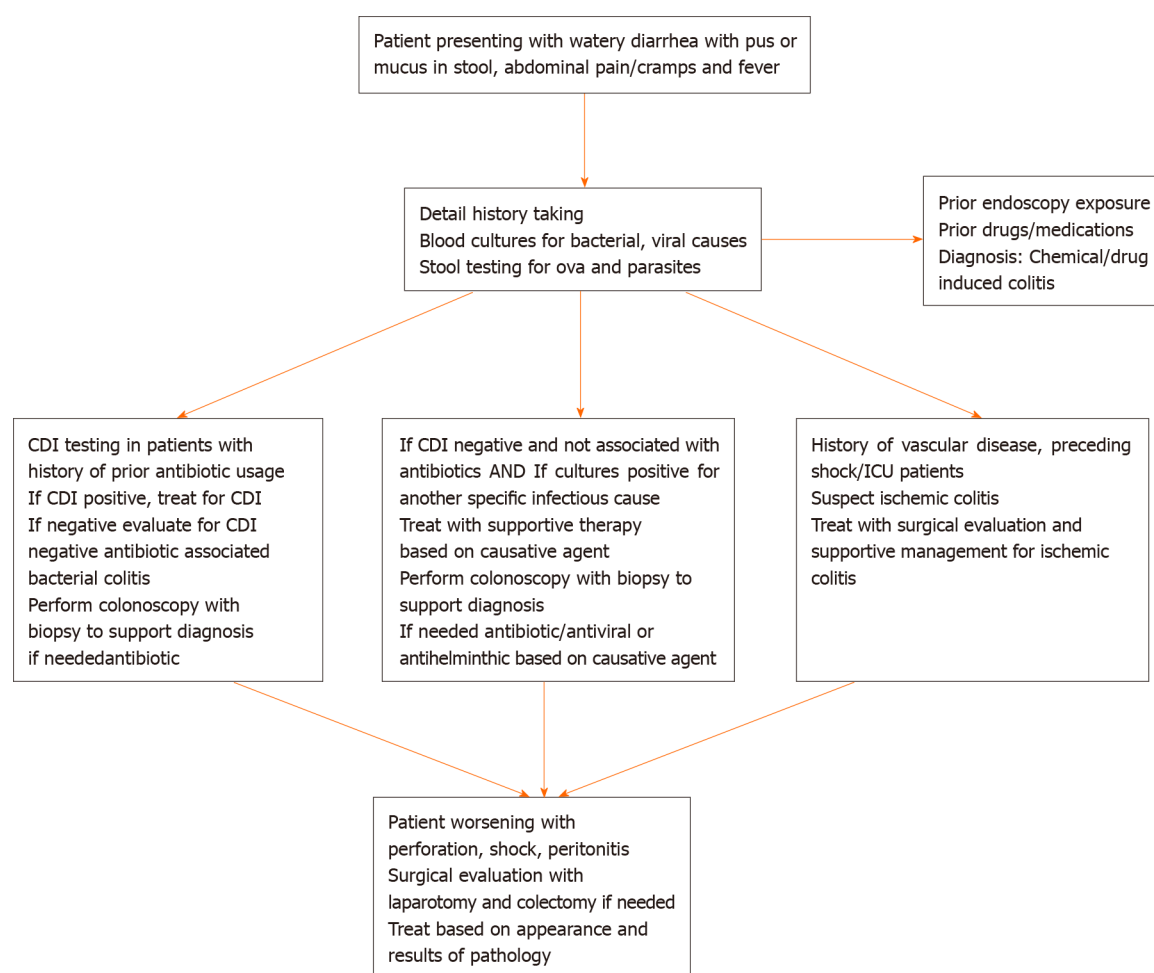 Patient presenting with watery diarrhea with pus or
mucus in stool, abdominal pain/cramps and fever
Detail history taking
Blood cultures for bacterial, viral causes
Stool testing for ova and parasites
Prior endoscopy exposure
Prior drugs/medications
Diagnosis: Chemical/drug
induced colitis
CDI testing in patients with
history of prior antibiotic usage
If CDI positive, treat for CDI
If negative evaluate for CDI
negative antibiotic associated
bacterial colitis
Perform colonoscopy with
biopsy to support diagnosis
if neededantibiotic
If CDI negative and not associated with
antibiotics AND If cultures positive for
another specific infectious cause
Treat with supportive therapy
based on causative agent
Perform colonoscopy with biopsy to
support diagnosis
If needed antibiotic/antiviral or
antihelminthic based on causative agent
History of vascular disease, preceding
shock/ICU patients
Suspect ischemic colitis
Treat with surgical evaluation and
supportive management for ischemic
colitis
Patient worsening with
perforation, shock, peritonitis
Surgical evaluation with
laparotomy and colectomy if needed
Treat based on appearance and
results of pathology